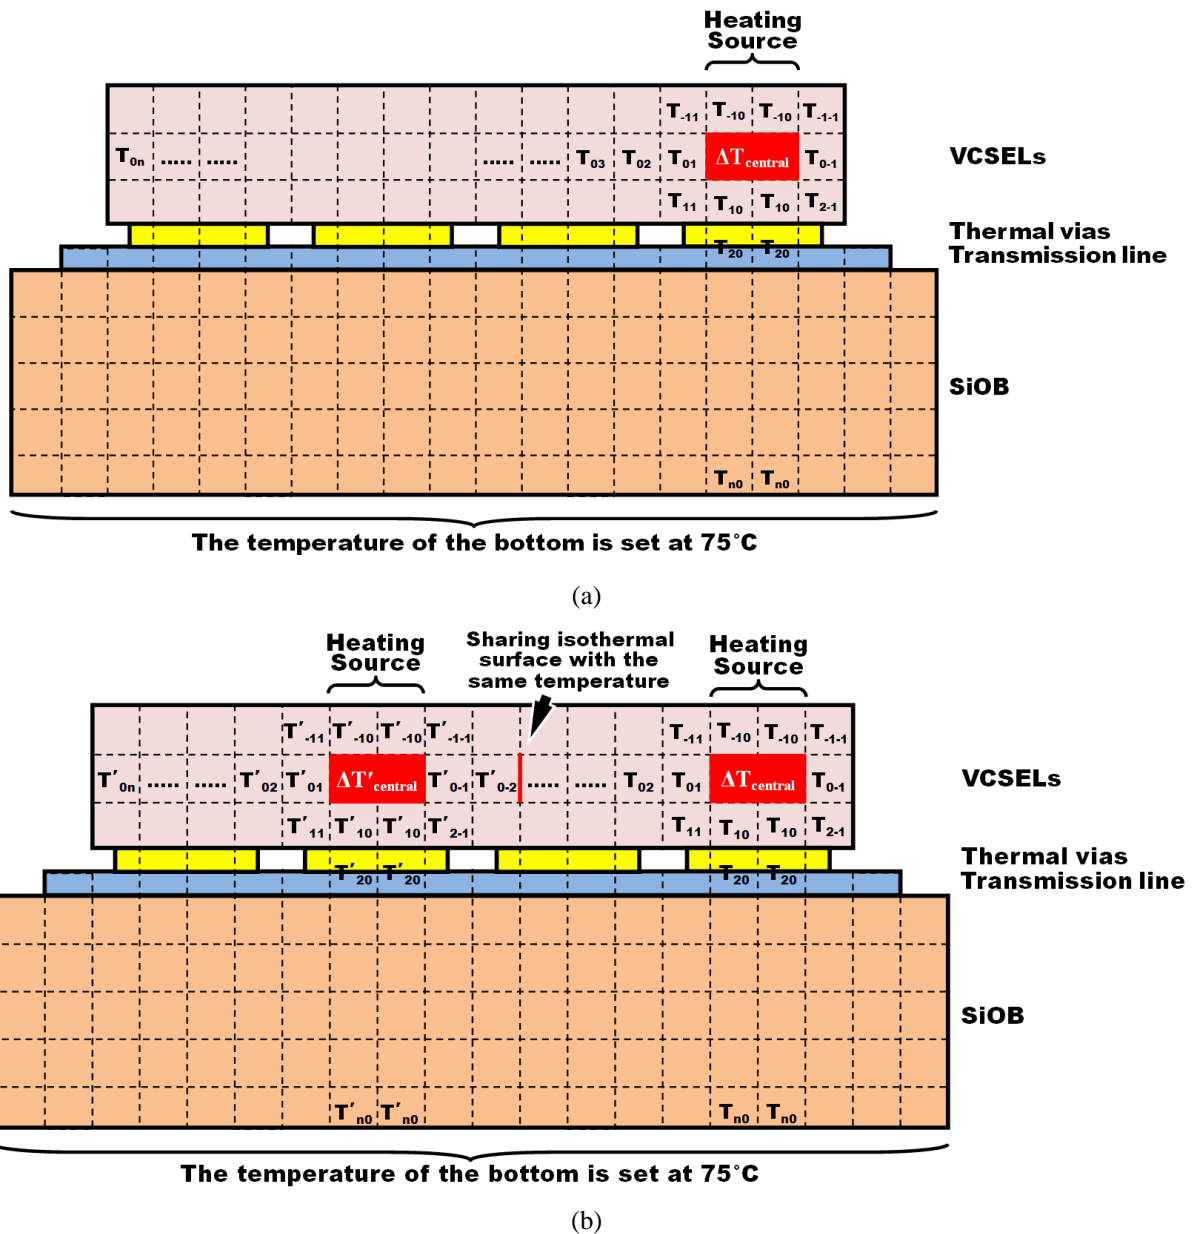 Heating
Source
T-11 T-10 T-10 T-1-1
T0n ..... ..... ..... ..... T03 T02 T01 ΔTcentral T0-1
VCSELs
T11 T10 T10 T2-1
Thermal vias
T20 T20
Transmission line
SiOB
Tn0 Tn0
The temperature of the bottom is set at 75°C
(a)
Heating
Source
Sharing isothermal
surface with the
same temperature
Heating
Source
T′-11 T′-10 T′-10 T′-1-1 T-11 T-10 T-10 T-1-1
T′0n ..... ..... T′02 T′01 ΔT′central T′0-1 T′0-2 ..... ..... T02 T01 ΔTcentral T0-1
VCSELs
T′11 T′10 T′10 T′2-1 T11 T10 T10 T2-1
Thermal vias
T′20 T′20 T20 T20
Transmission line
SiOB
T′n0 T′n0 Tn0 Tn0
The temperature of the bottom is set at 75°C
(b)